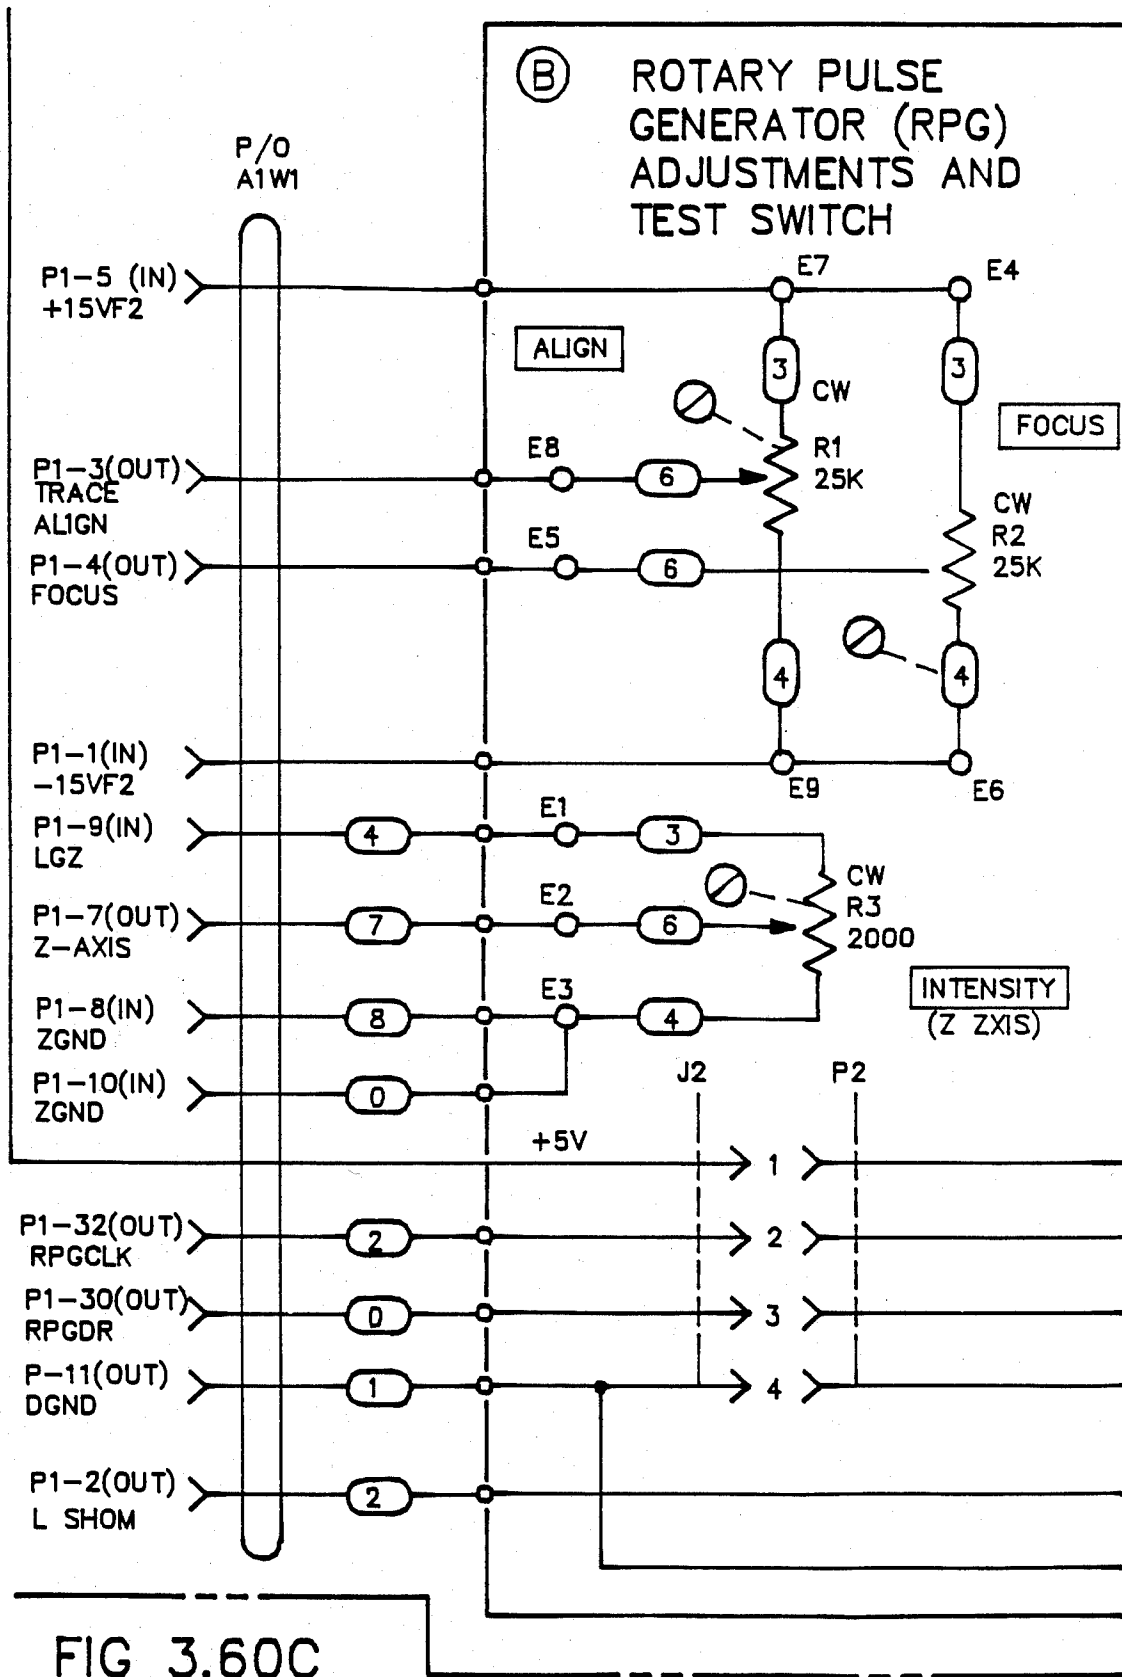 B
ROTARY PULSE
GENERATOR (RPG)
ADJUSTMENTS AND
TEST SWITCH
P/O
A1W1
P1-5 (IN)
+15VF2
E7
E4
ALIGN
3
CW
3
FOCUS
P1-3(OUT)
TRACE
ALIGN
E8
6
R1
25K
P1-4(OUT)
FOCUS
E5
6
CW
R2
25K
4
4
P1-1(IN)
-15VF2
E9
E6
P1-9(IN)
LGZ
4
E1
3
P1-7(OUT)
Z-AXIS
7
E2
6
CW
R3
2000
P1-8(IN)
ZGND
8
E3
4
INTENSITY
(Z ZXIS)
P1-10(IN)
ZGND
0
J2
P2
+5V
1
P1-32(OUT)
RPGCLK
2
2
P1-30(OUT)
RPGDR
0
3
P-11(OUT)
DGND
1
4
P1-2(OUT)
L SHOM
2
FIG 3.60C